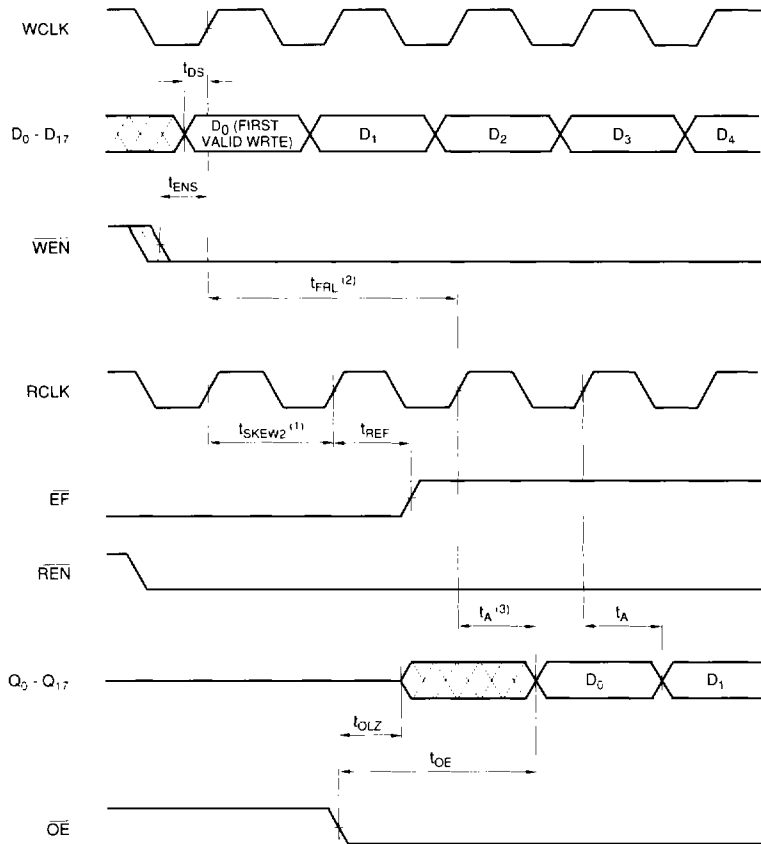 WCLK
tDS
D0 - D17
D0 (FIRST
VALID WRTE)
D1
D2
D3
D4
tENS
WEN
tFRL (2)
RCLK
tSKEW2 (1)
tREF
EF
REN
tA (3)
tA
Q0 - Q17
D0
D1
tOLZ
tOE
OE